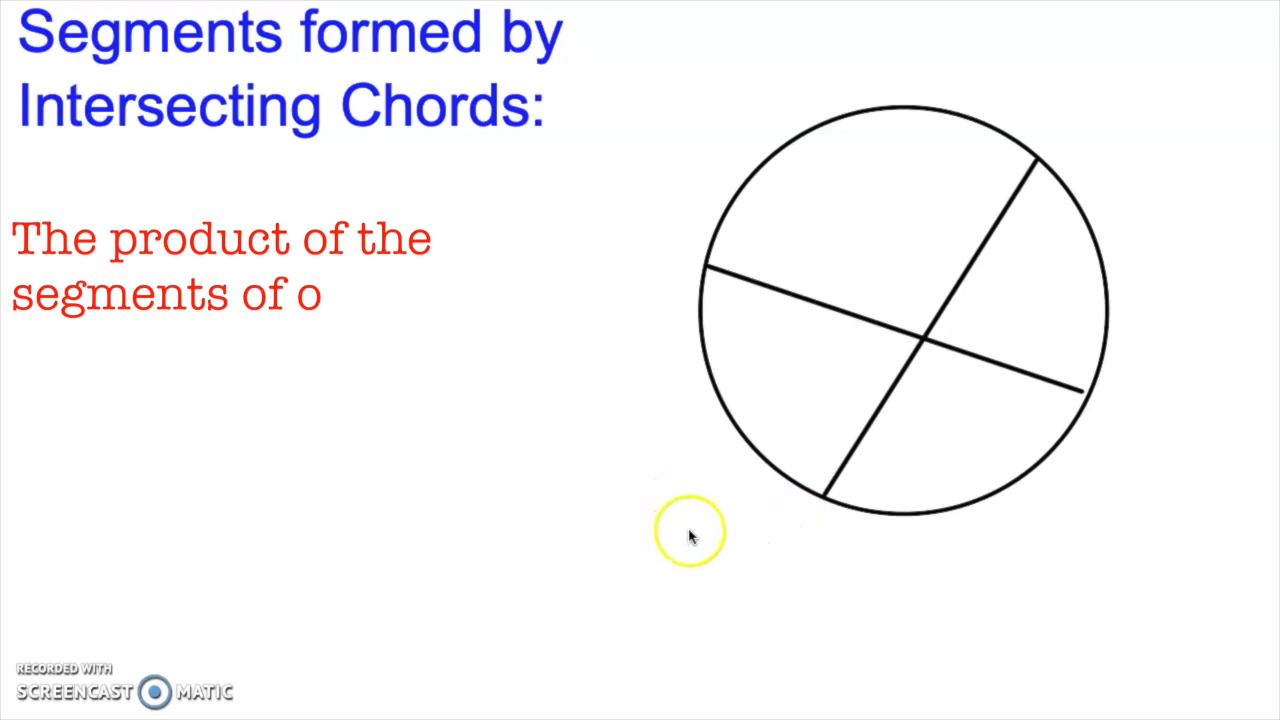 Segments formed by
Intersecting Chords:
The product of the
segments of o
RECORDED WITH
SCREENCAST MATIC